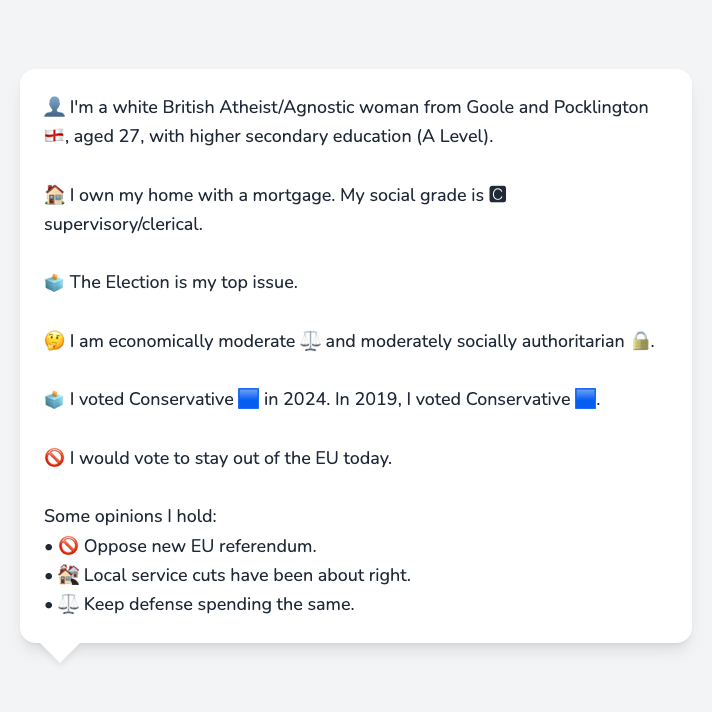 👤 I'm a white British Atheist/Agnostic woman from Goole and Pocklington
🏴󠁧󠁢󠁥󠁮󠁧󠁿, aged 27, with higher secondary education (A Level).
🏠 I own my home with a mortgage. My social grade is 🅲
supervisory/clerical.
🗳️ The Election is my top issue.
🤔 I am economically moderate ⚖️ and moderately socially authoritarian 🔒.
🗳️ I voted Conservative 🟦 in 2024. In 2019, I voted Conservative 🟦.
🚫 I would vote to stay out of the EU today.
Some opinions I hold:
• 🚫 Oppose new EU referendum.
• 🏘️ Local service cuts have been about right.
• ⚖️ Keep defense spending the same.